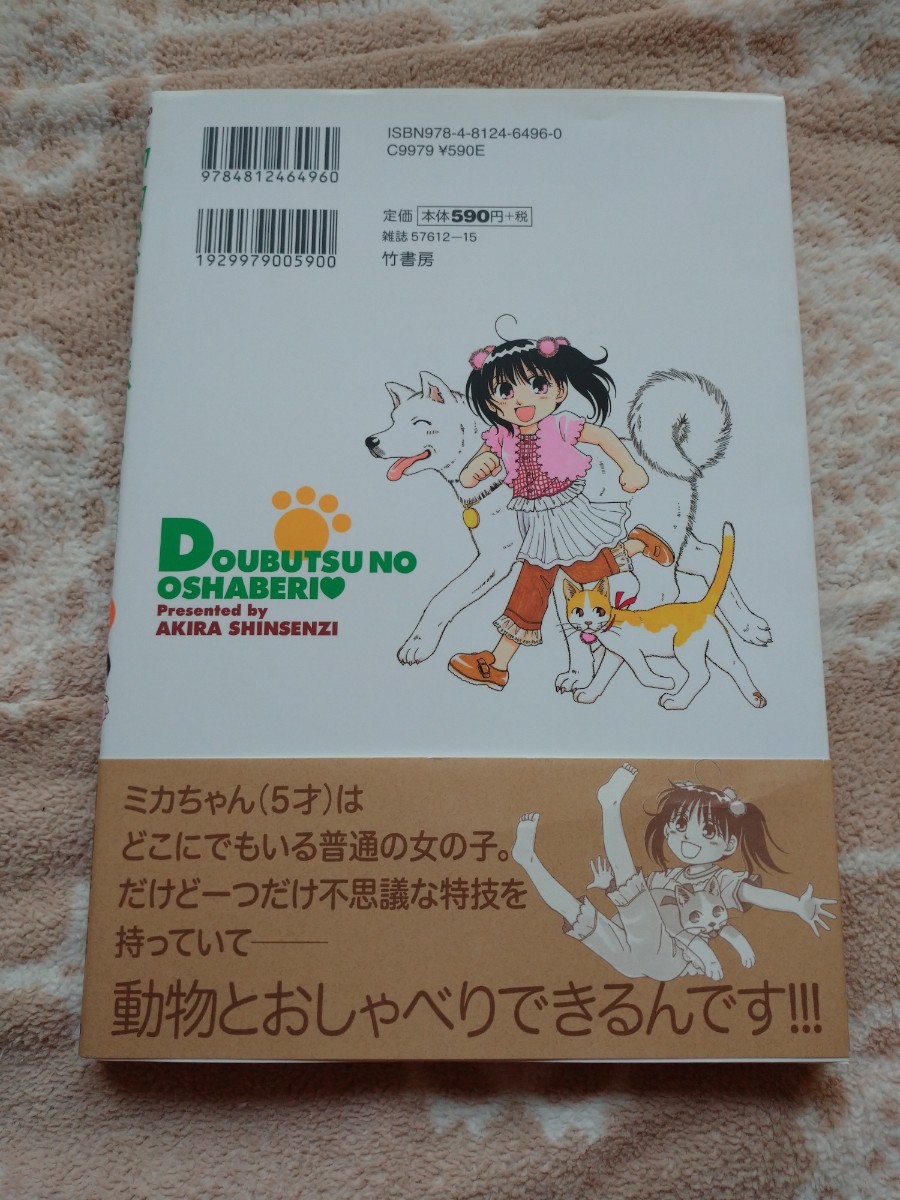 ISBN978-4-8124-6496-0
C9979 ¥590E
9784812464960
定価 本体590円+税
雑誌 57612-15
1929979005900
竹書房
DOUBUTSU NO
OSHABERI♥
Presented by
AKIRA SHINSENZI
ミカちゃん(5才)は
どこにでもいる普通の女の子。
だけど一つだけ不思議な特技を
持っていて――
動物とおしゃべりできるんです!!!